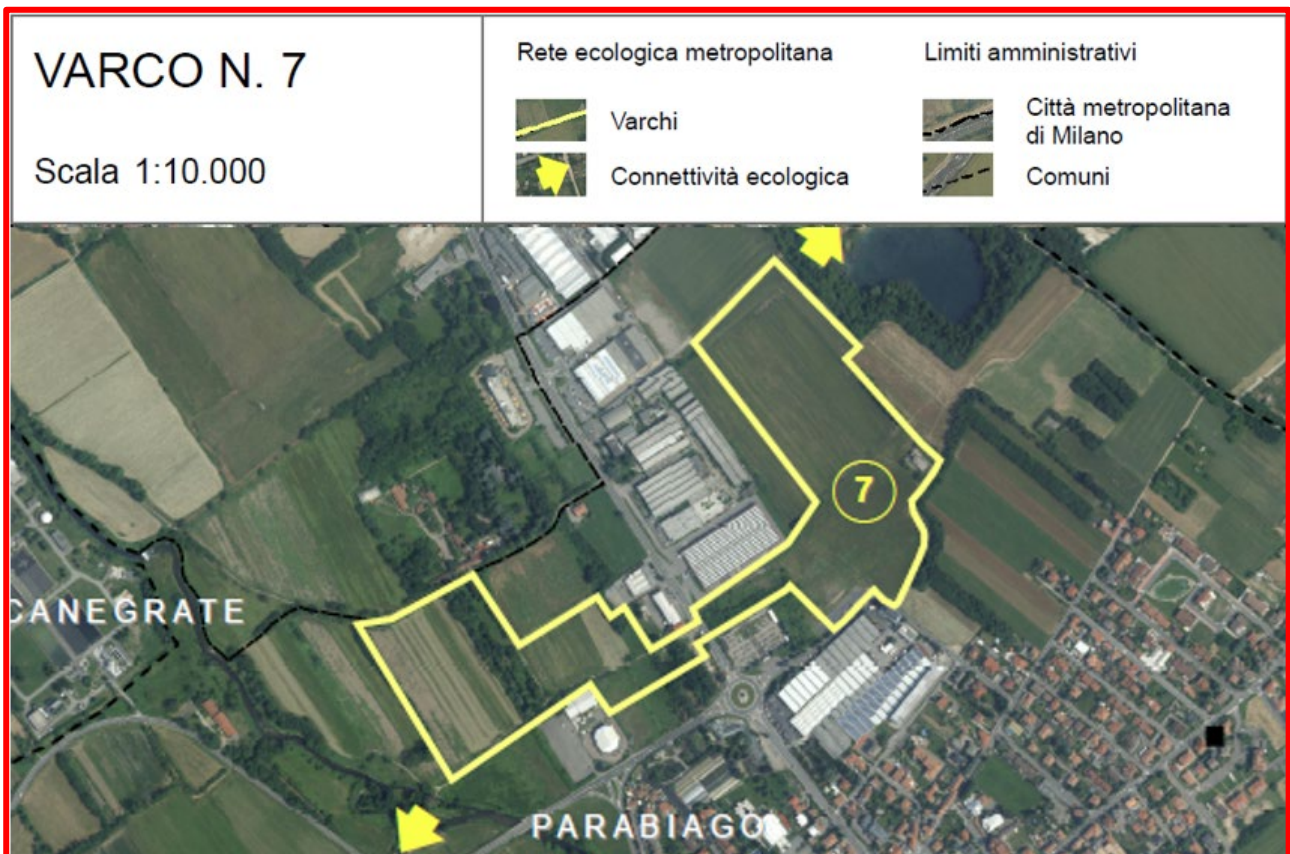 VARCO N. 7
Scala 1:10.000
Rete ecologica metropolitana
Varchi
Connettività ecologica
Limiti amministrativi
Città metropolitana
di Milano
Comuni
7
CANEGRATE
PARABIAGO